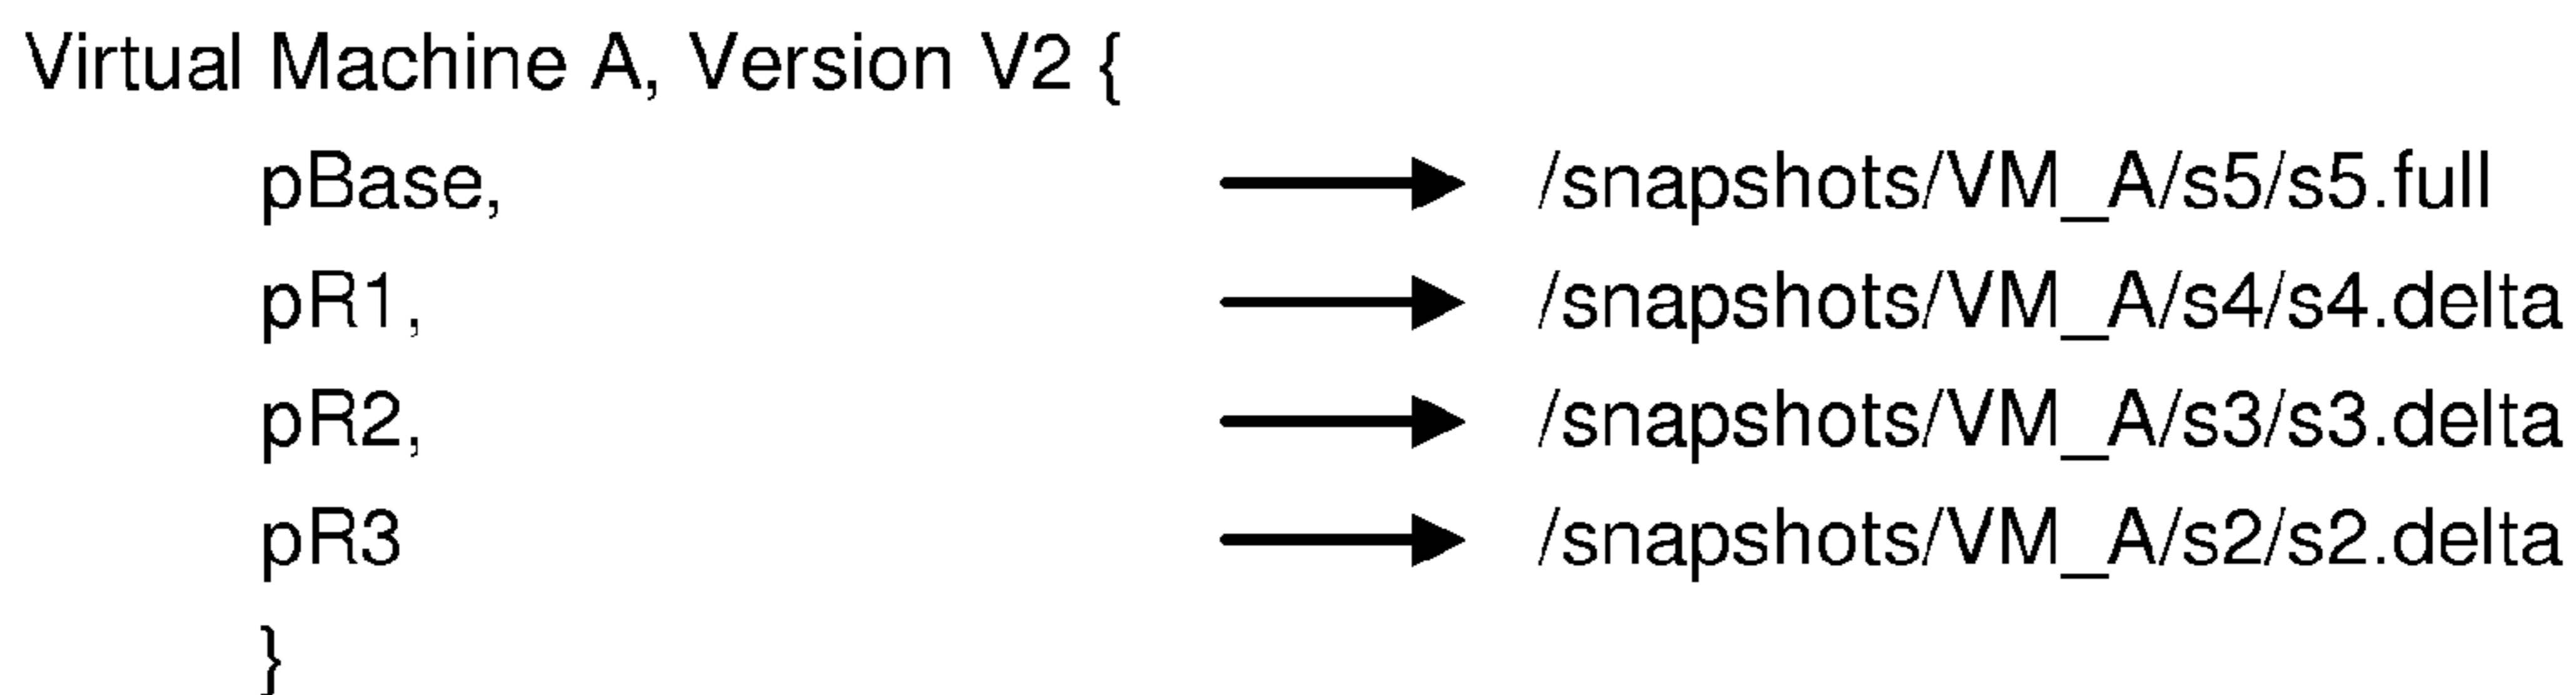 Virtual Machine A, Version V2 {
pBase, /snapshots/VM_A/s5/s5.full
pR1, /snapshots/VM_A/s4/s4.delta
pR2, /snapshots/VM_A/s3/s3.delta
pR3 /snapshots/VM_A/s2/s2.delta
}